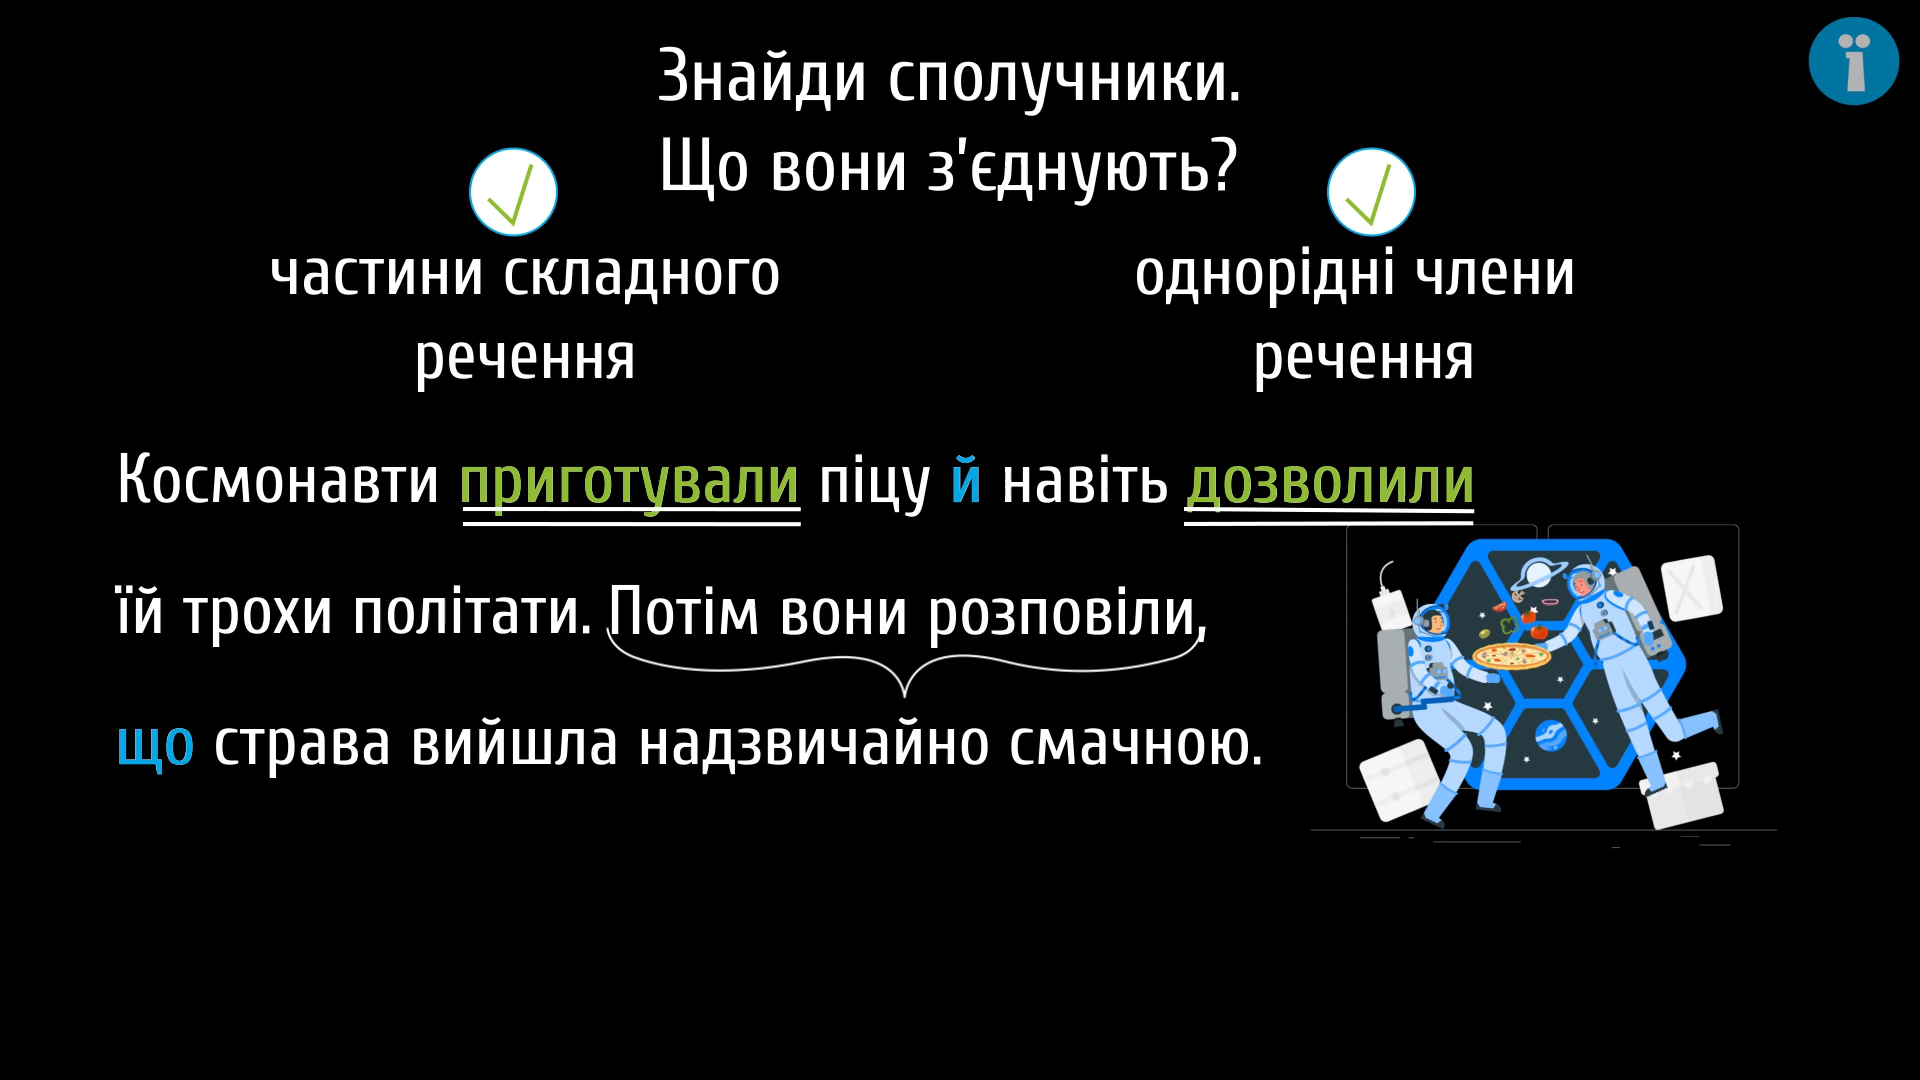 ї
Знайди сполучники.
Що вони з'єднують?
частини складного
речення
однорідні члени
речення
Космонавти приготували піцу й навіть дозволили
їй трохи політати. Потім вони розповіли,
що страва вийшла надзвичайно смачною.